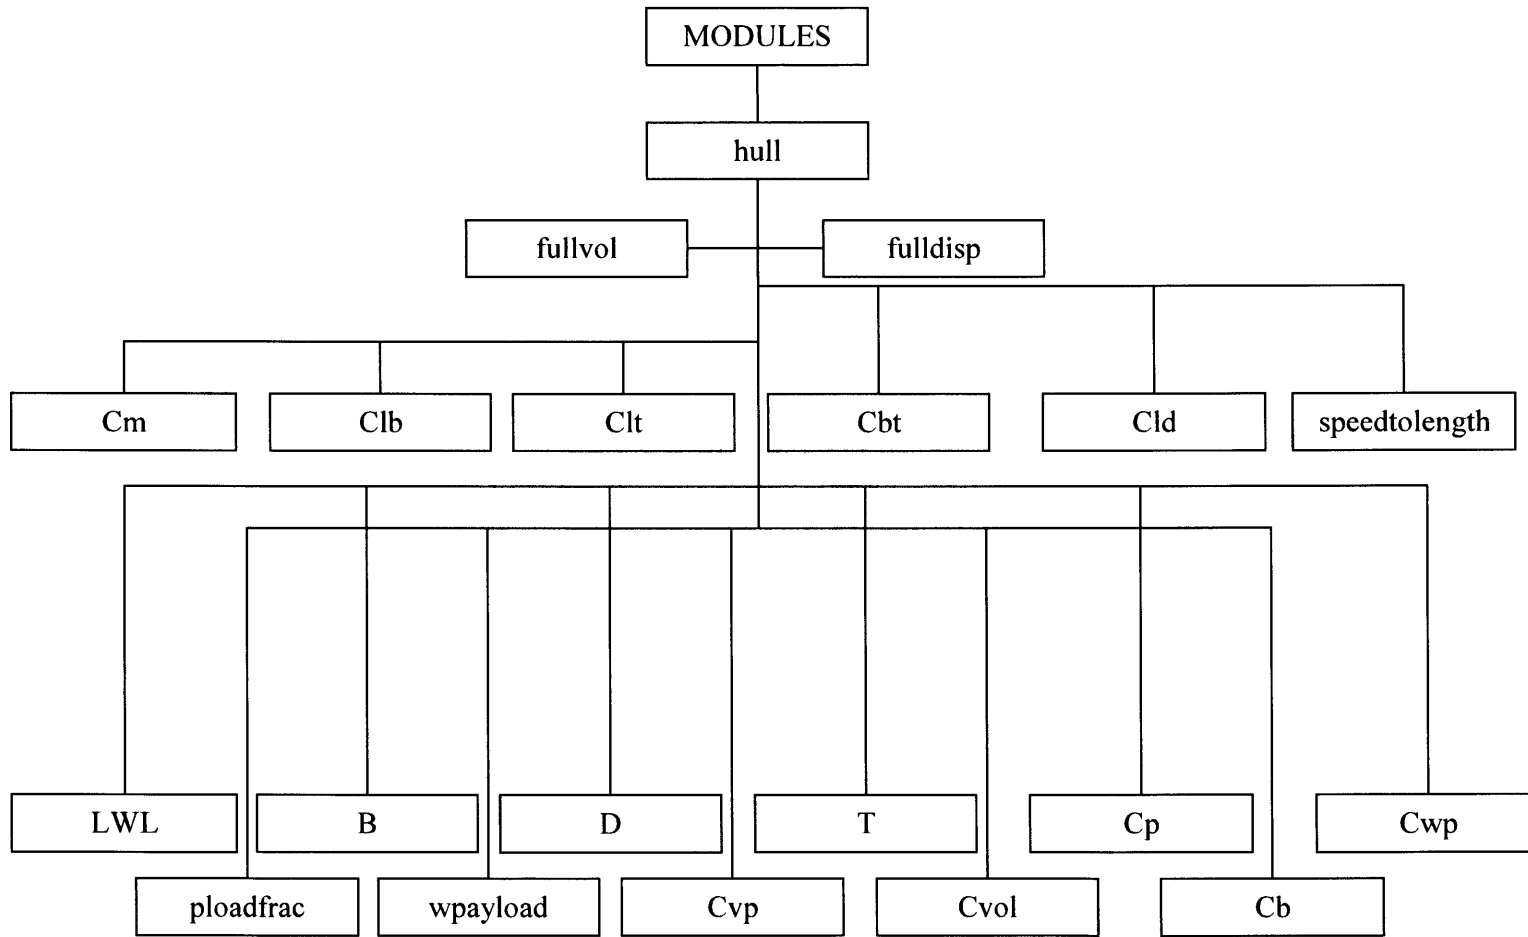 MODULES
hull
fullvol
fulldisp
Cm
Clb
Clt
Cbt
Cld
speedtolength
LWL
B
D
T
Cp
Cwp
ploadfrac
wpayload
Cvp
Cvol
Cb